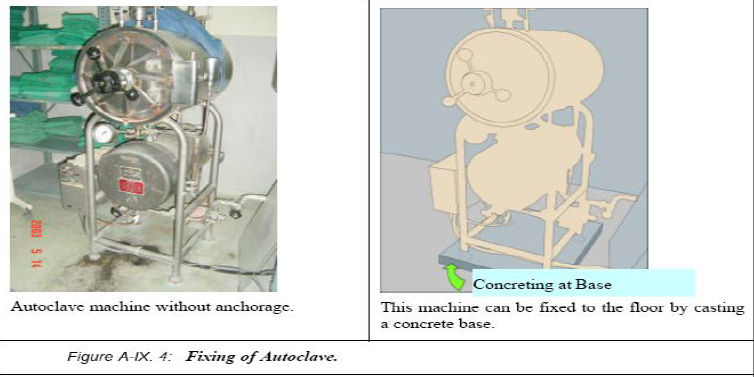 2003 5 14
Concreting at Base
Autoclave machine without anchorage.
This machine can be fixed to the floor by casting
a concrete base.
Figure A-IX. 4: Fixing of Autoclave.